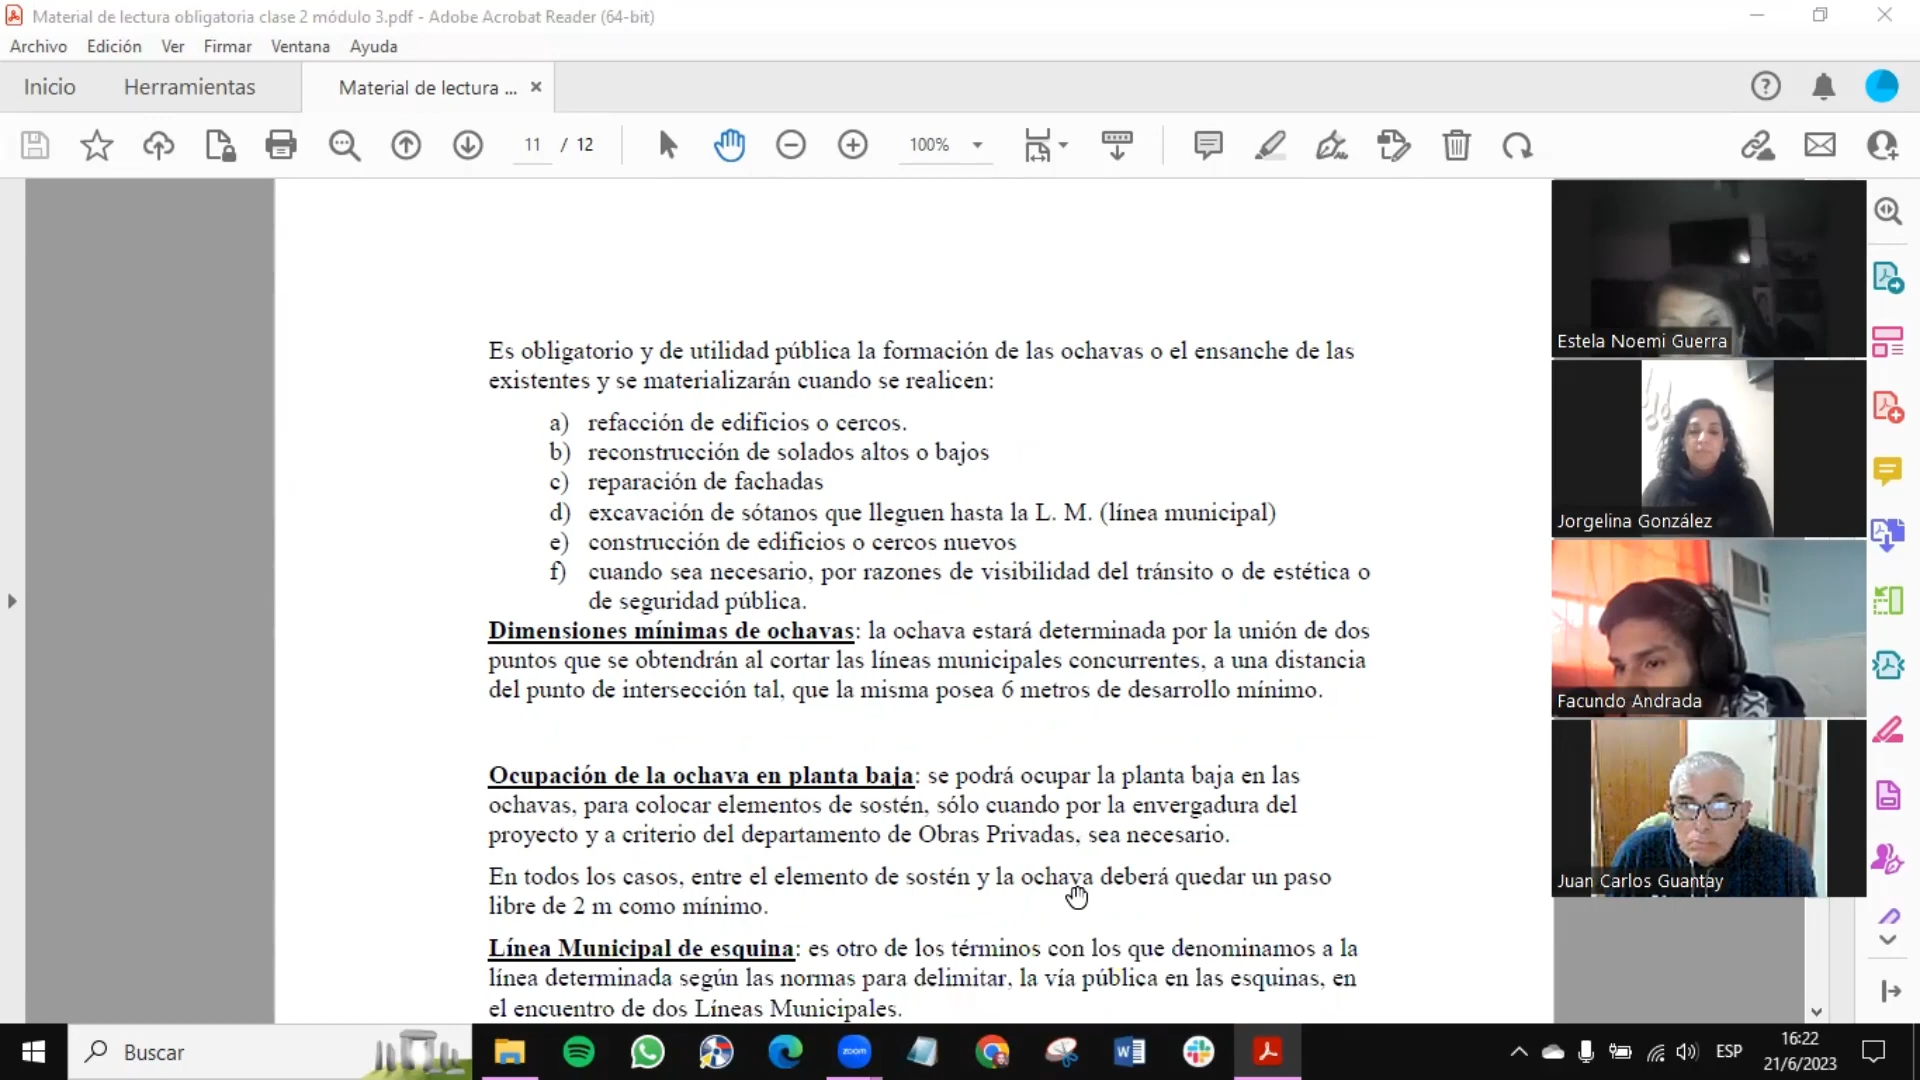 Material de lectura obligatoria clase 2 módulo 3.pdf - Adobe Acrobat Reader (64-bit)
Archivo Edición Ver Firmar Ventana Ayuda
Inicio Herramientas Material de lectura ... ×
11 / 12 100%
Es obligatorio y de utilidad pública la formación de las ochavas o el ensanche de las
existentes y se materializarán cuando se realicen:
a) refacción de edificios o cercos.
b) reconstrucción de solados altos o bajos
c) reparación de fachadas
d) excavación de sótanos que lleguen hasta la L. M. (línea municipal)
e) construcción de edificios o cercos nuevos
f) cuando sea necesario, por razones de visibilidad del tránsito o de estética o
de seguridad pública.
Dimensiones mínimas de ochavas: la ochava estará determinada por la unión de dos
puntos que se obtendrán al cortar las líneas municipales concurrentes, a una distancia
del punto de intersección tal, que la misma posea 6 metros de desarrollo mínimo.
Ocupación de la ochava en planta baja: se podrá ocupar la planta baja en las
ochavas, para colocar elementos de sostén, sólo cuando por la envergadura del
proyecto y a criterio del departamento de Obras Privadas, sea necesario.
En todos los casos, entre el elemento de sostén y la ochava deberá quedar un paso
libre de 2 m como mínimo.
Línea Municipal de esquina: es otro de los términos con los que denominamos a la
línea determinada según las normas para delimitar, la vía pública en las esquinas, en
el encuentro de dos Líneas Municipales.
Estela Noemi Guerra
Jorgelina González
Facundo Andrada
Juan Carlos Guantay
Buscar
zoom
ESP
16:22
21/6/2023